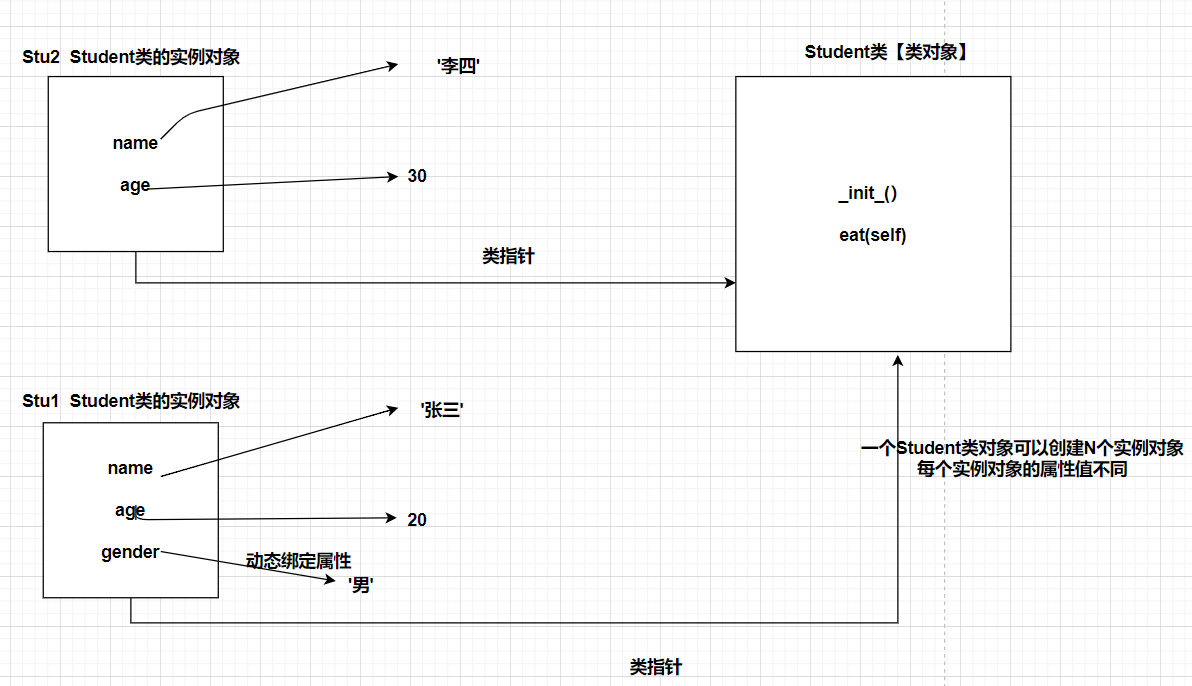 Stu2 Student类的实例对象
Student类【类对象】
'李四'
name
age
30
_init_()
eat(self)
类指针
Stu1 Student类的实例对象
'张三'
一个Student类对象可以创建N个实例对象
每个实例对象的属性值不同
name
age
20
gender
动态绑定属性
'男'
类指针